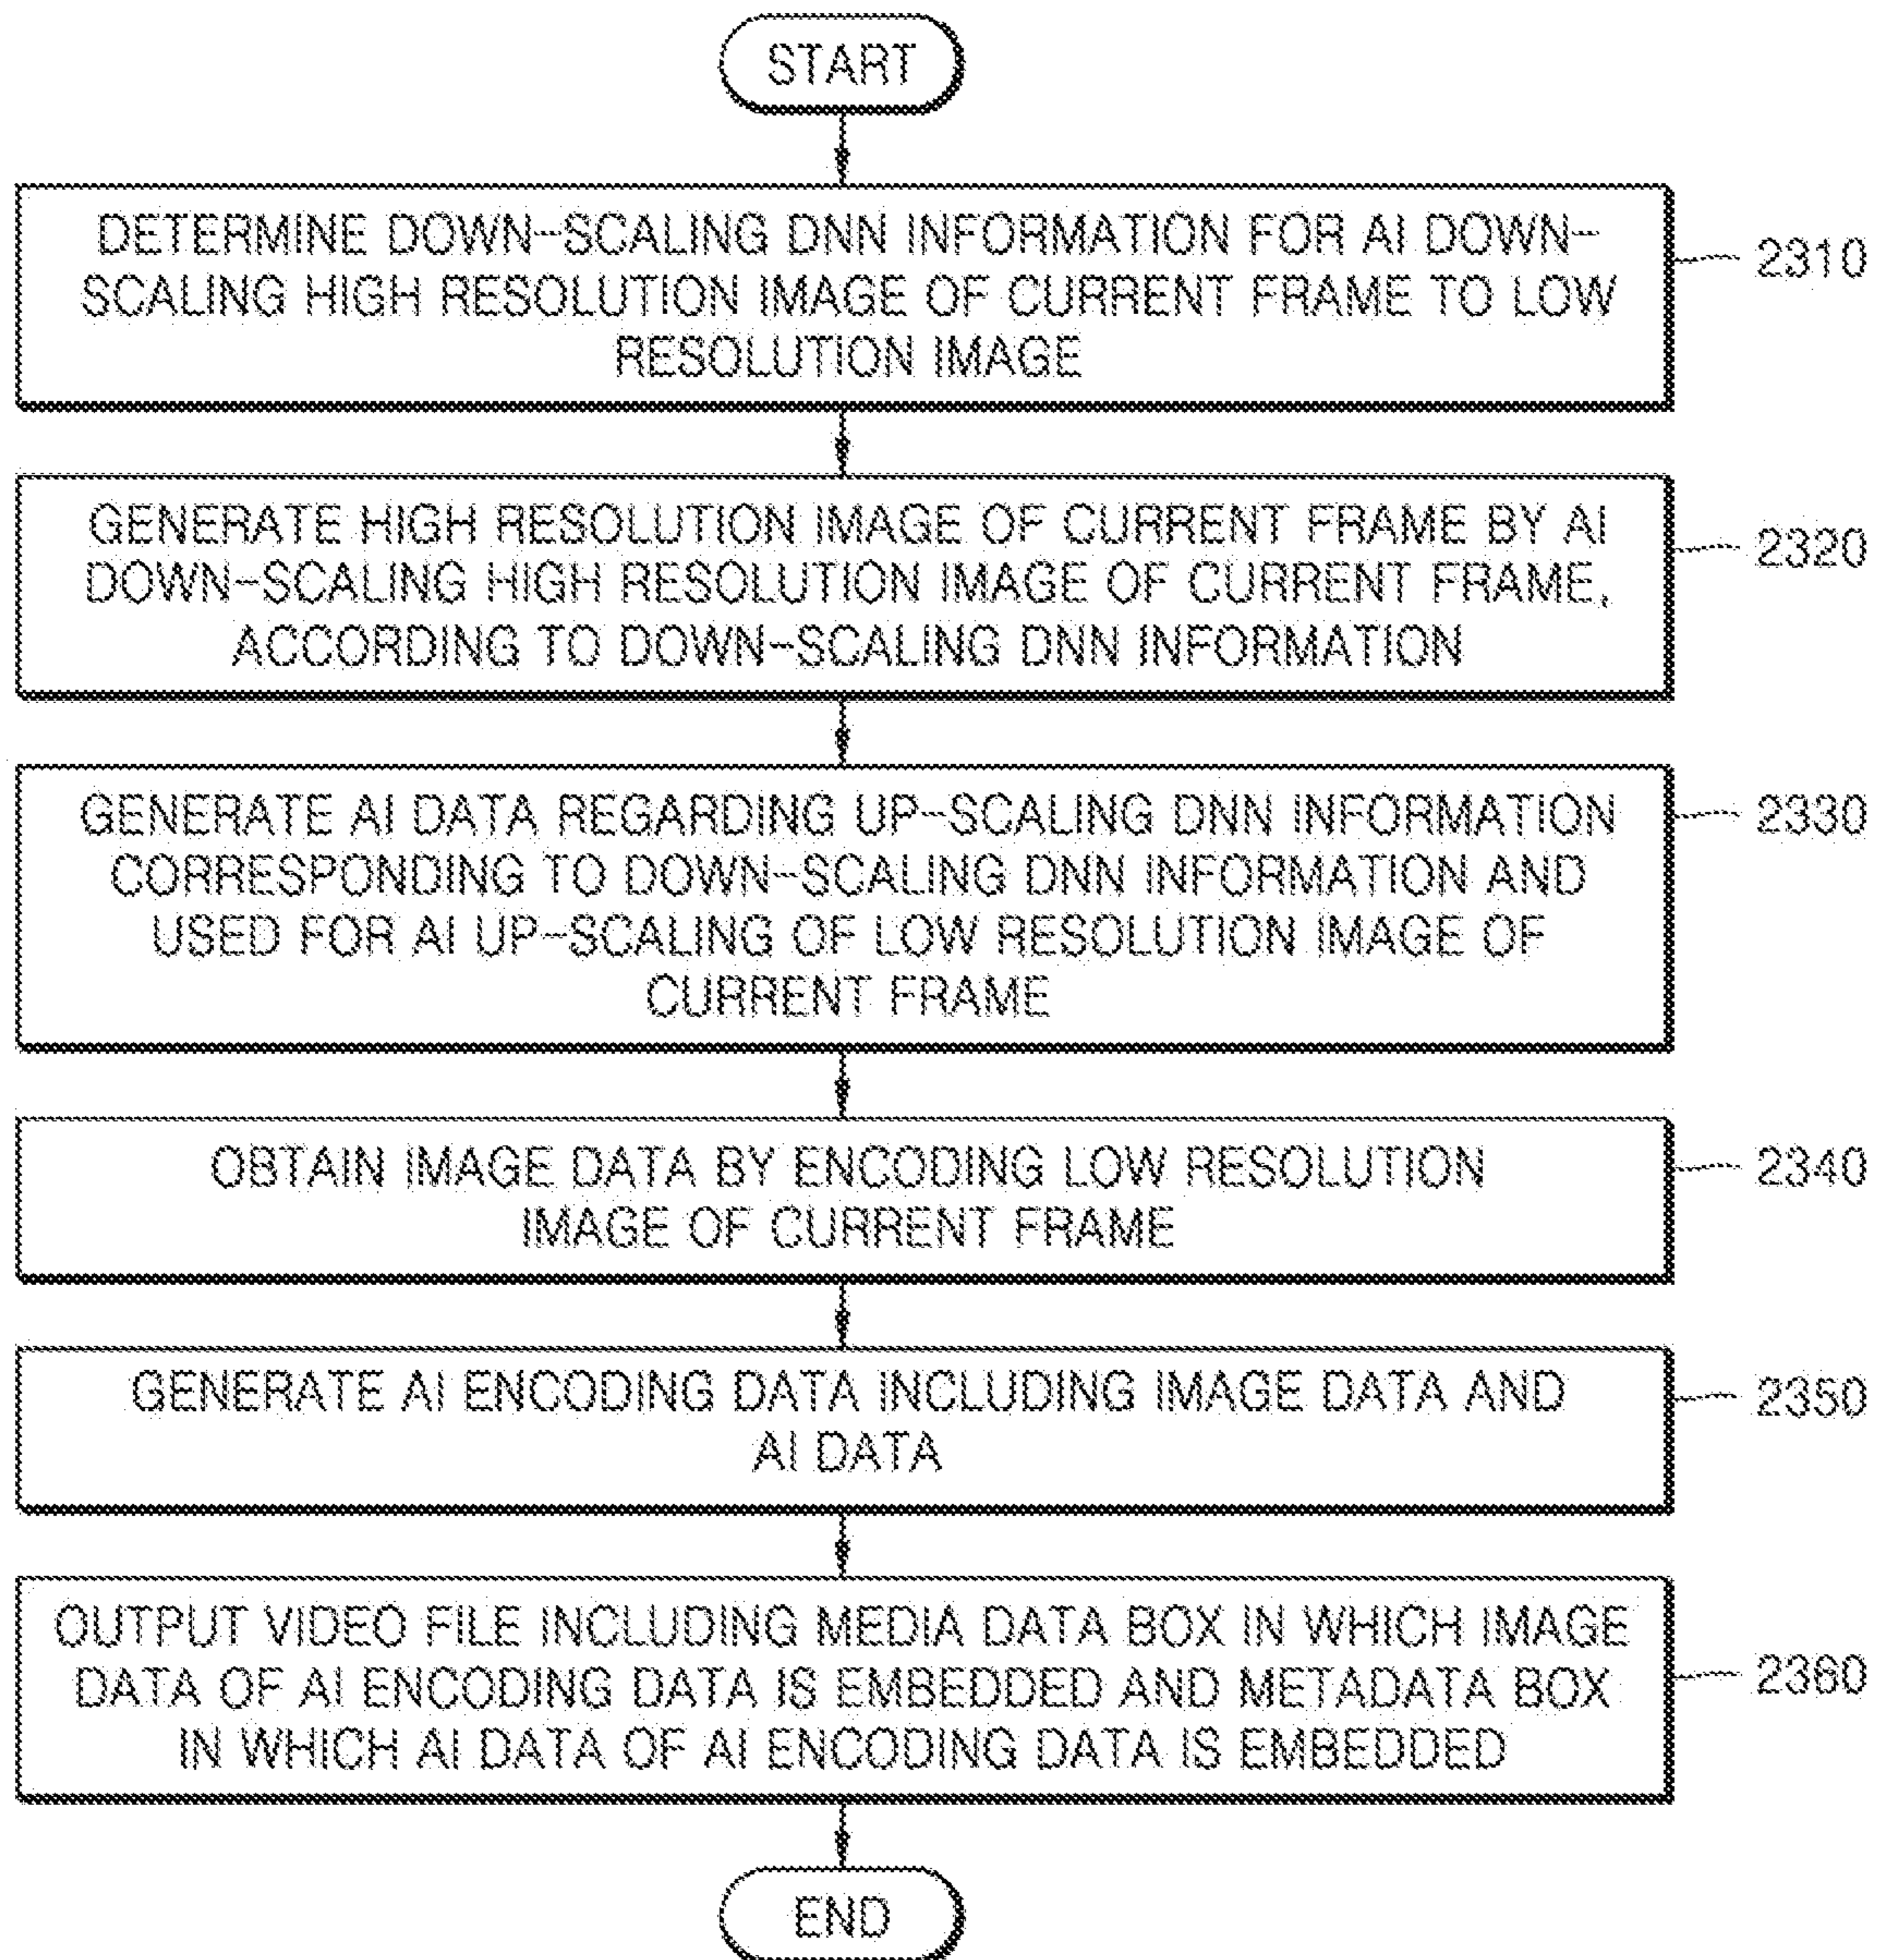 START
DETERMINE DOWN-SCALING DNN INFORMATION FOR AI DOWN-
SCALING HIGH RESOLUTION IMAGE OF CURRENT FRAME TO LOW
RESOLUTION IMAGE
2310
GENERATE HIGH RESOLUTION IMAGE OF CURRENT FRAME BY AI
DOWN-SCALING HIGH RESOLUTION IMAGE OF CURRENT FRAME,
ACCORDING TO DOWN-SCALING DNN INFORMATION
2320
GENERATE AI DATA REGARDING UP-SCALING DNN INFORMATION
CORRESPONDING TO DOWN-SCALING DNN INFORMATION AND
USED FOR AI UP-SCALING OF LOW RESOLUTION IMAGE OF
CURRENT FRAME
2330
OBTAIN IMAGE DATA BY ENCODING LOW RESOLUTION
IMAGE OF CURRENT FRAME
2340
GENERATE AI ENCODING DATA INCLUDING IMAGE DATA AND
AI DATA
2350
OUTPUT VIDEO FILE INCLUDING MEDIA DATA BOX IN WHICH IMAGE
DATA OF AI ENCODING DATA IS EMBEDDED AND METADATA BOX
IN WHICH AI DATA OF AI ENCODING DATA IS EMBEDDED
2360
END